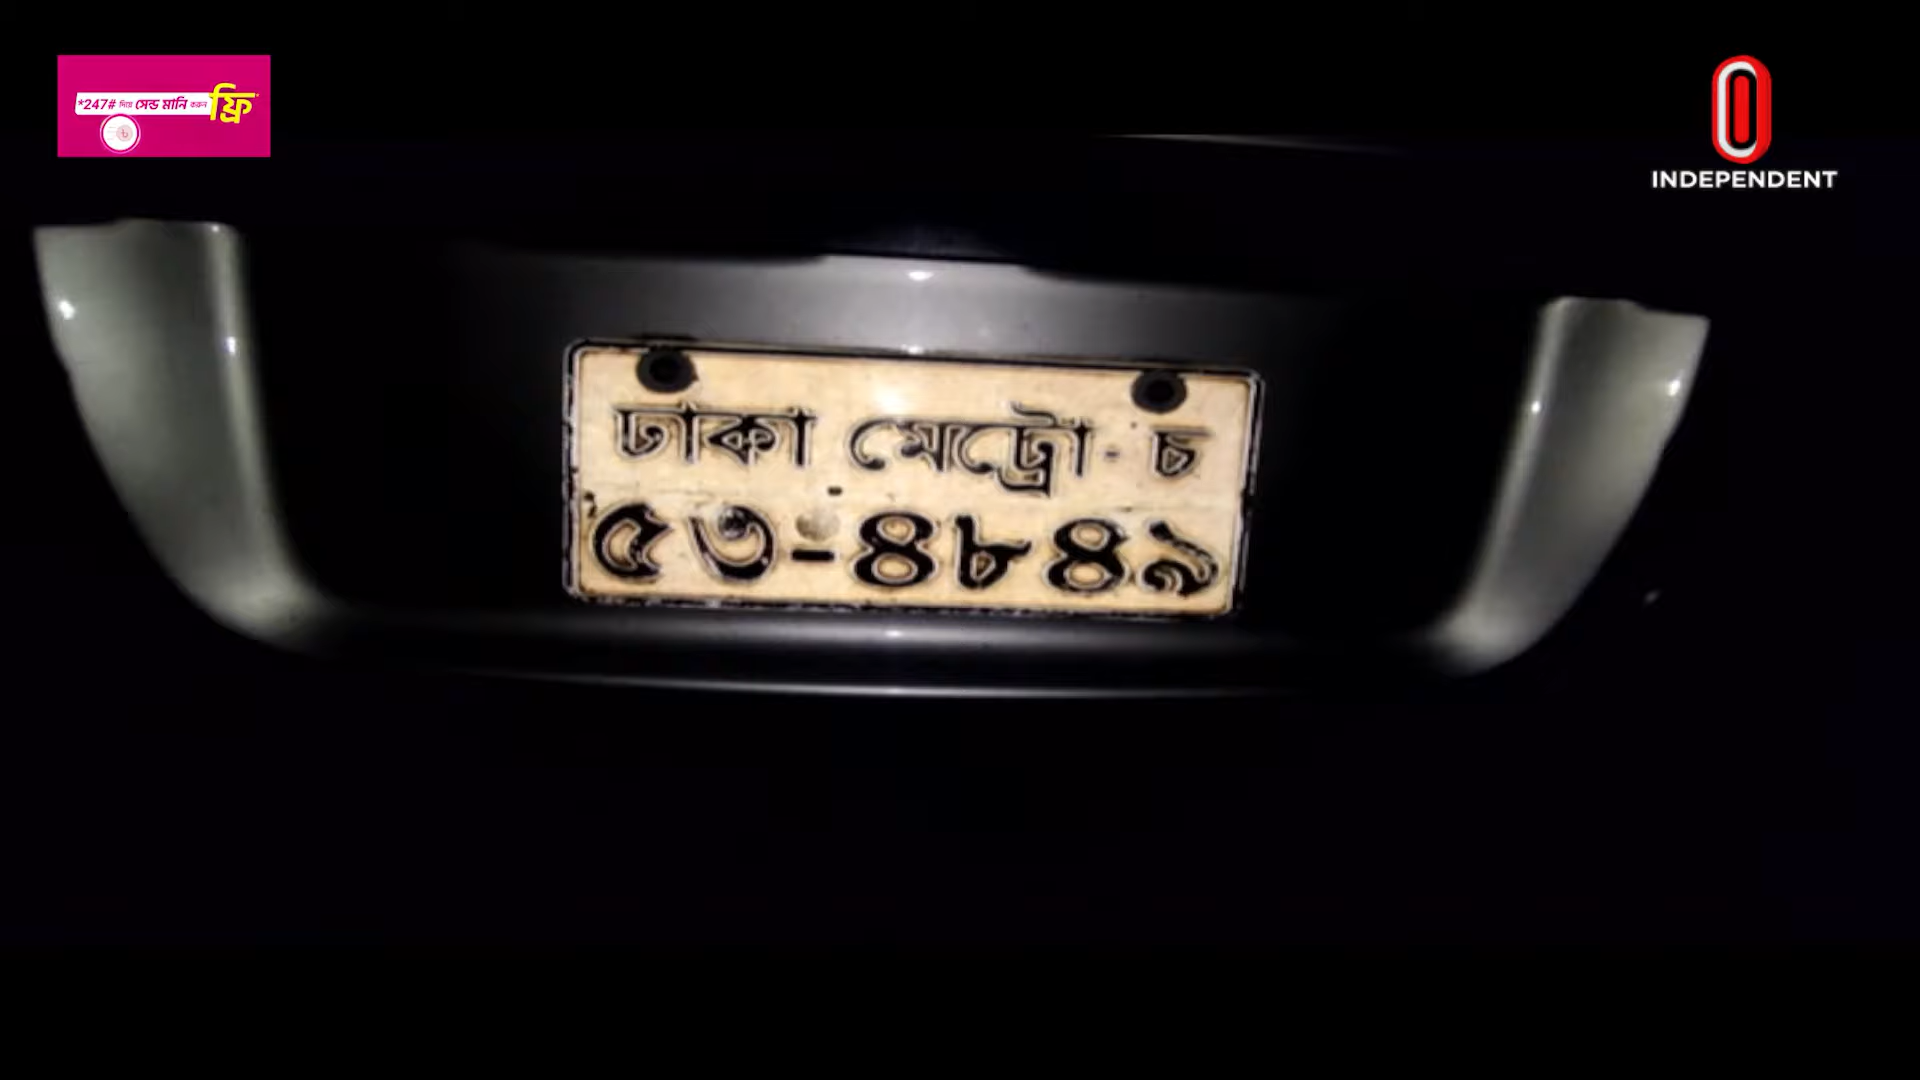 *247# দিয়ে সেন্ড মানি করুন ফ্রি
INDEPENDENT
ঢাকা মেট্রো-চ
৫৩-৪৮৪৯